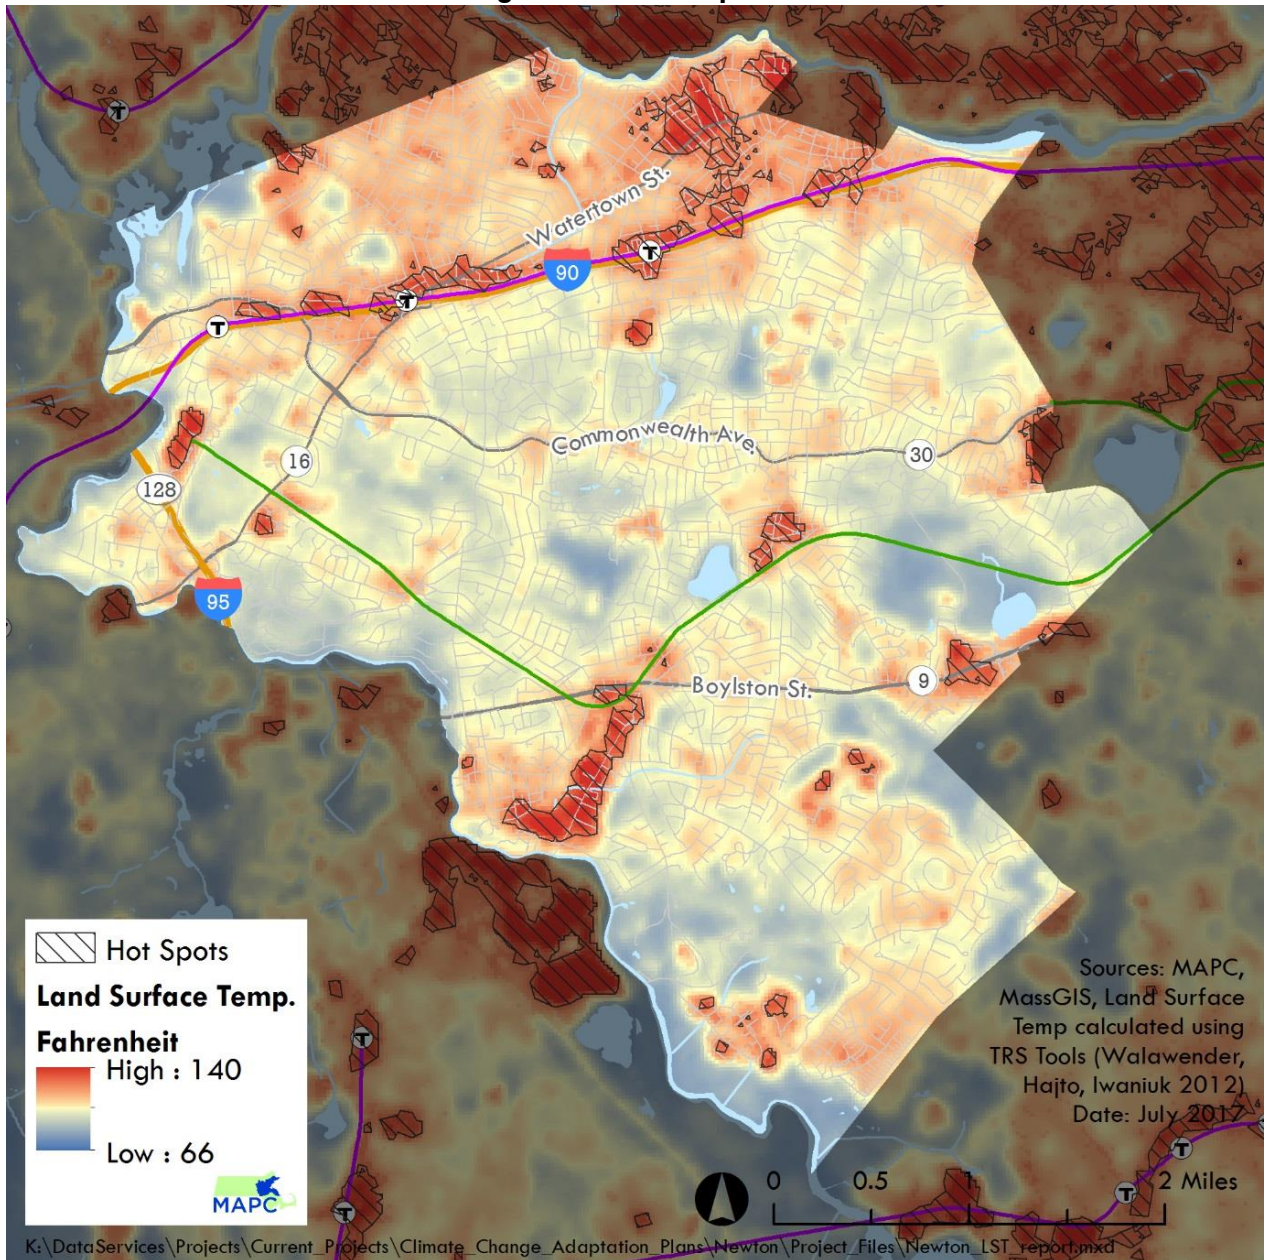 Watertown St.
90
T
T
T
T
Commonwealth Ave.
30
16
128
95
Boylston St.
9
Hot Spots
Land Surface Temp.
Fahrenheit
High : 140
Low : 66
MAPC
Sources: MAPC,
MassGIS, Land Surface
Temp calculated using
TRS Tools (Walawender,
Hajto, Iwaniuk 2012)
Date: July 2017
T
T
T
T
0 0.5 1 2 Miles
K:\DataServices\Projects\Current_Projects\Climate_Change_Adaptation_Plans\Newton\Project_Files\Newton_LST_report.mxd